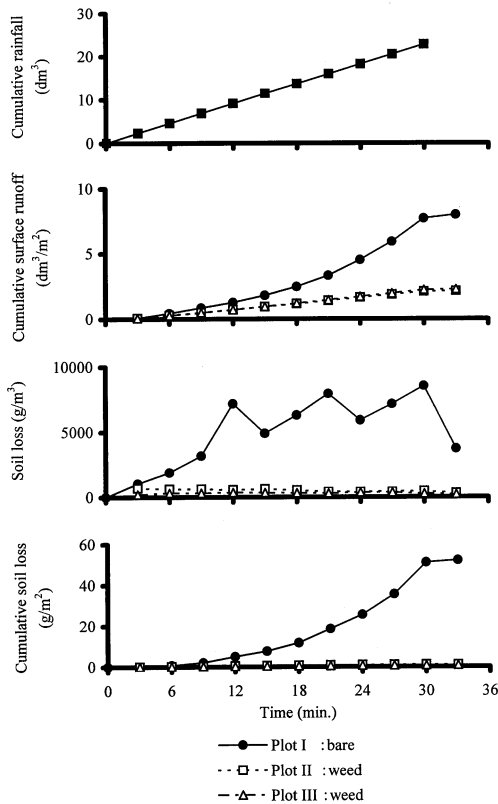 30
20
10
0
Cumulative rainfall
(dm³)
10
5
0
Cumulative surface runoff
(dm³/m²)
10000
5000
0
Soil loss (g/m³)
60
40
20
0
Cumulative soil loss
(g/m²)
0 6 12 18 24 30 36
Time (min.)
Plot I : bare
Plot II : weed
Plot III : weed